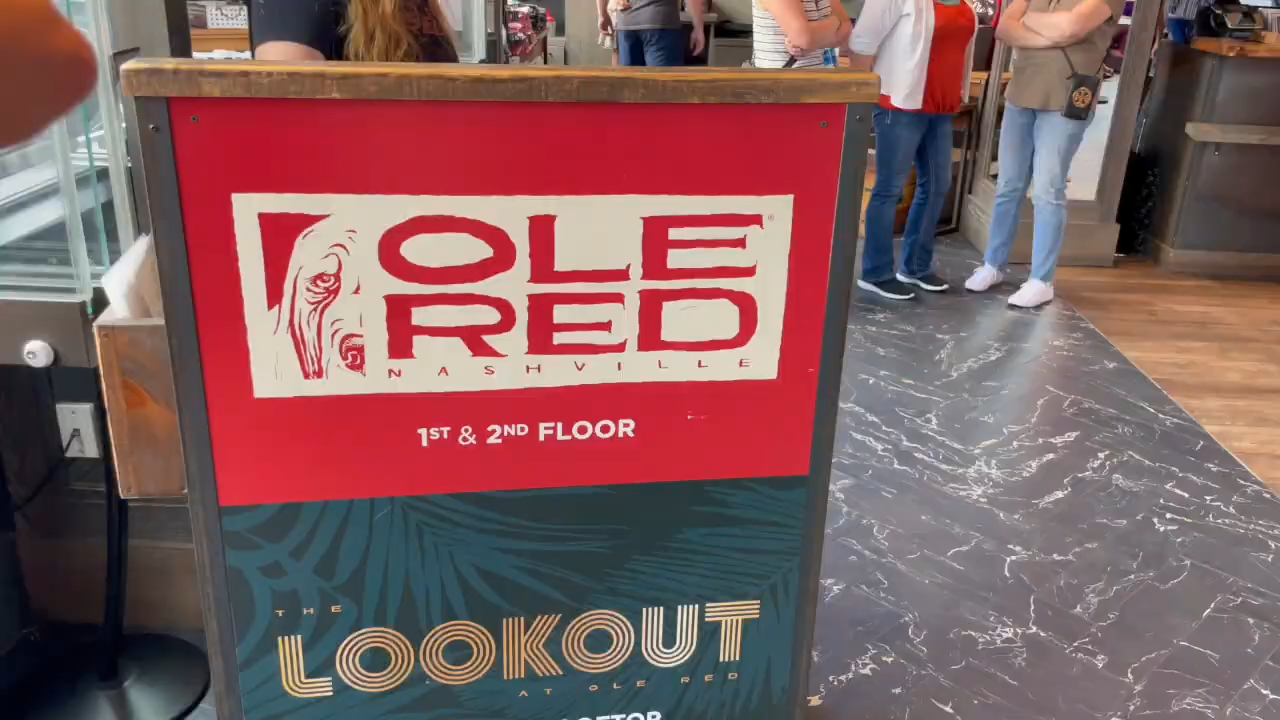 OLE
RED
NASHVILLE
1ST & 2ND FLOOR
THE
LOOKOUT
AT OLE RED